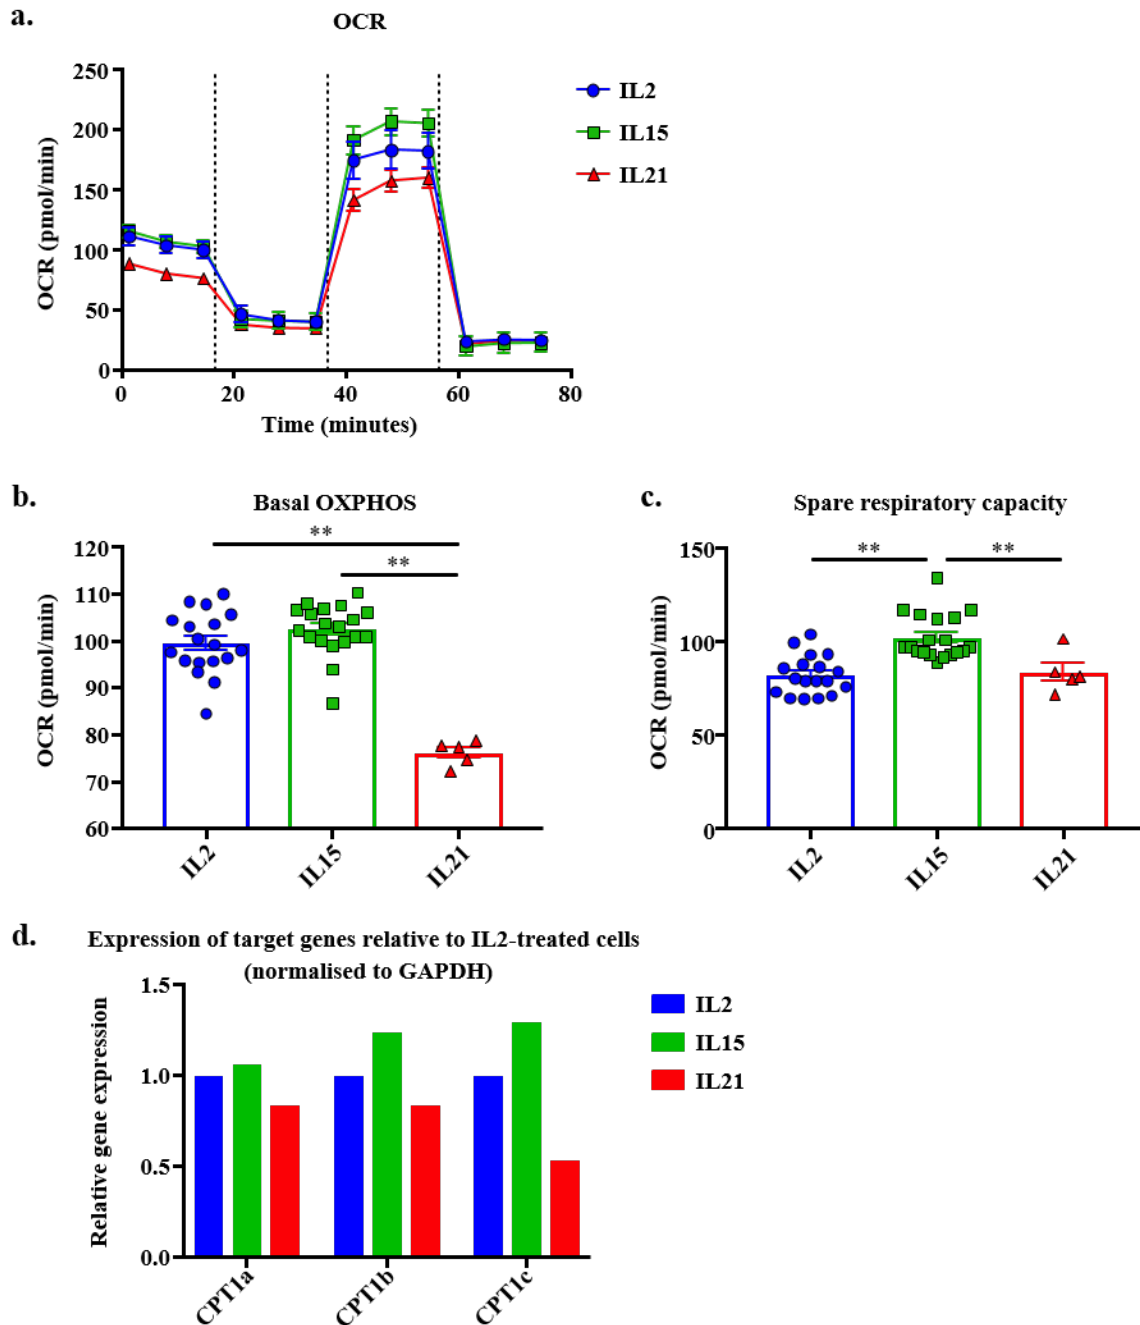 a.
OCR
250
200
150
100
50
0
OCR (pmol/min)
0 20 40 60 80
Time (minutes)
IL2
IL15
IL21
b.
Basal OXPHOS
**
**
120
110
100
90
80
70
60
OCR (pmol/min)
IL2 IL15 IL21
c.
Spare respiratory capacity
** **
150
100
50
0
OCR (pmol/min)
IL2 IL15 IL21
d.
Expression of target genes relative to IL2-treated cells
(normalised to GAPDH)
1.5
1.0
0.5
0.0
Relative gene expression
CPT1a CPT1b CPT1c
IL2
IL15
IL21